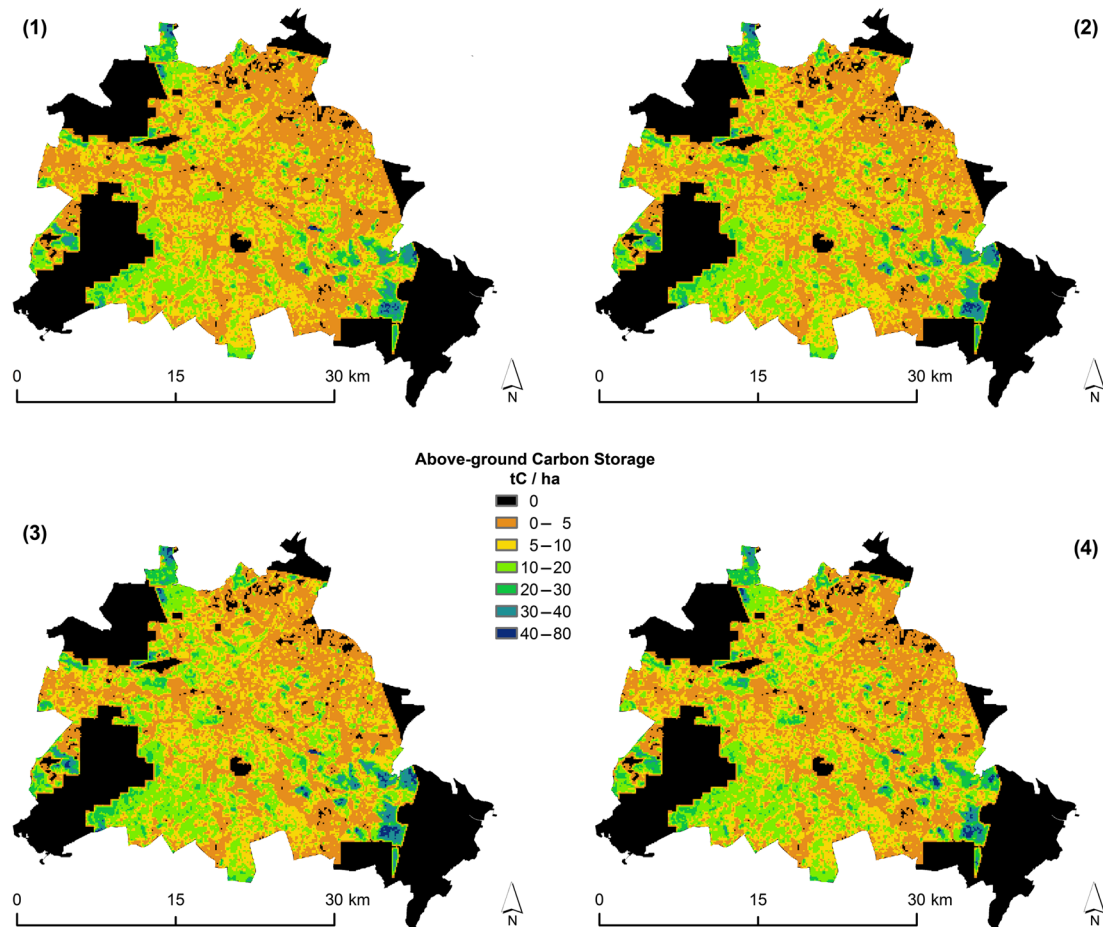 (1)
(2)
0 15 30 km
N
0 15 30 km
N
Above-ground Carbon Storage
tC / ha
0
0– 5
5–10
10–20
20–30
30–40
40–80
(3)
(4)
0 15 30 km
N
0 15 30 km
N